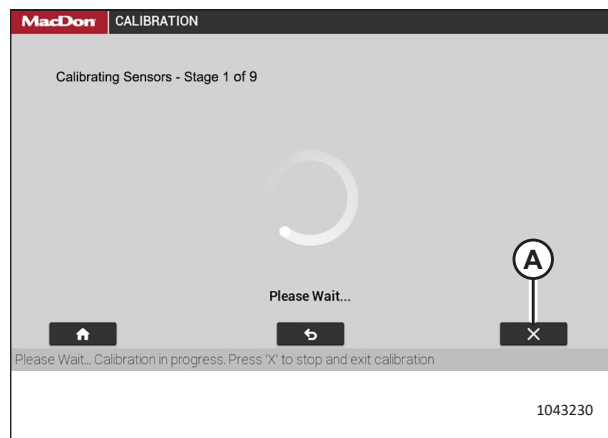 MacDon CALIBRATION
Calibrating Sensors - Stage 1 of 9
A
Please Wait...
X
Please Wait... Calibration in progress. Press 'X' to stop and exit calibration
1043230